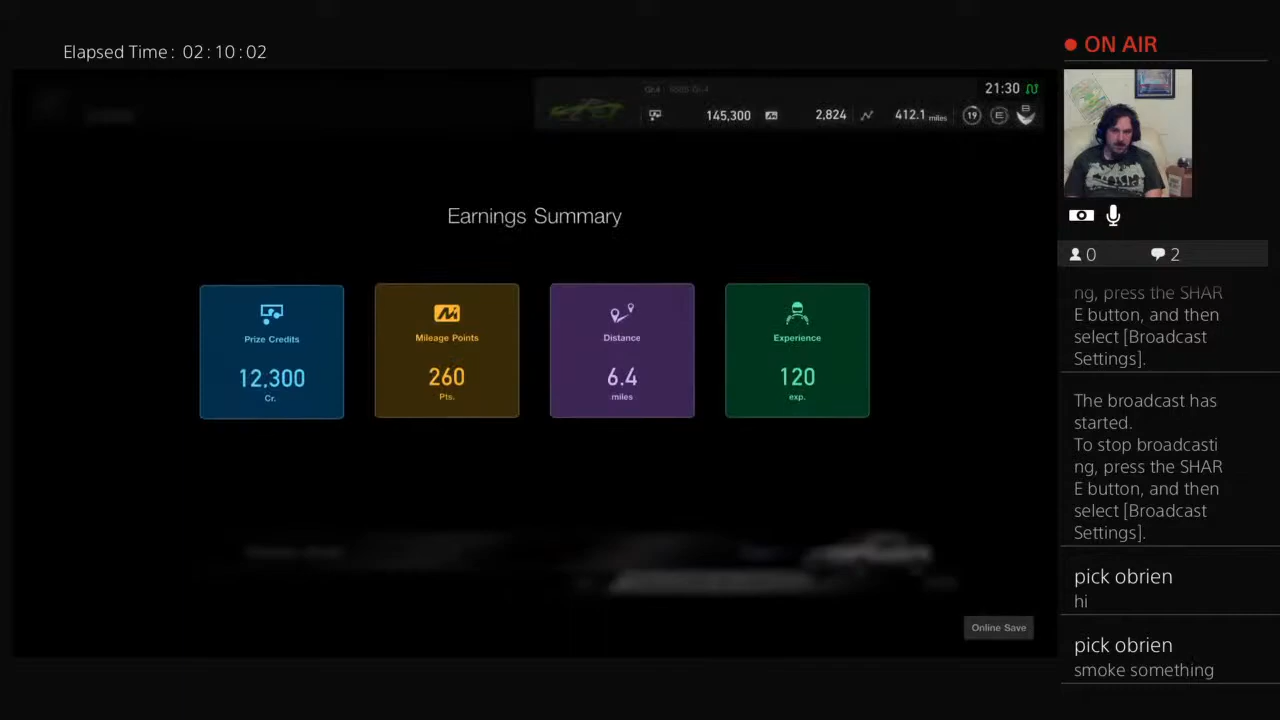 Elapsed Time: 02:10:02
ON AIR
21:30
145,300 2,824 412.1 miles 19 E B
0 2
Earnings Summary
Prize Credits
12,300
Cr.
Mileage Points
260
Pts.
Distance
6.4
miles
Experience
120
exp.
Online Save
ng, press the SHAR
E button, and then
select [Broadcast
Settings].
The broadcast has
started.
To stop broadcasti
ng, press the SHAR
E button, and then
select [Broadcast
Settings].
pick obrien
hi
pick obrien
smoke something